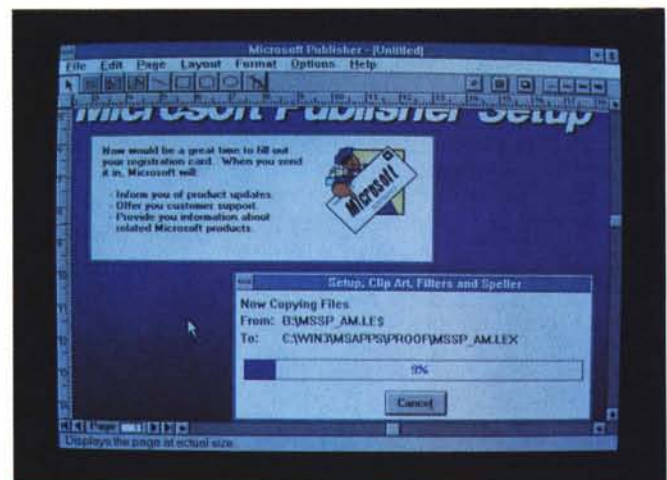 Microsoft Publisher - [Untitled]
File Edit Page Layout Format Options Help
Microsoft Publisher Setup
Now would be a great time to fill out
your registration card. When you send
it in, Microsoft will:
- Inform you of product updates.
- Offer you customer support.
- Provide you information about
related Microsoft products.
Microsoft
Setup, Clip Art, Filters and Speller
Now Copying Files
From: B:\MSSP_AM.LE$
To: C:\WIN3\MSAPPS\PROOF\MSSP_AM.LEX
9%
Cancel
Page
Displays the page at actual size.